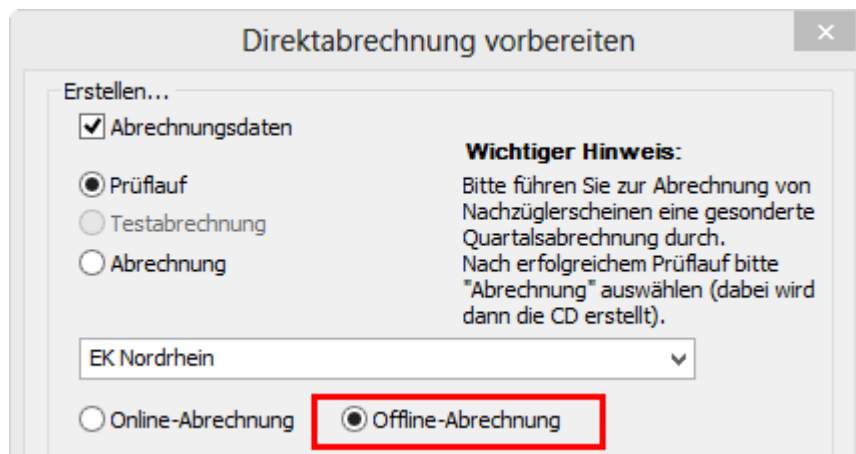 Direktabrechnung vorbereiten
Erstellen...
Abrechnungsdaten
Prüflauf
Testabrechnung
Abrechnung
Wichtiger Hinweis:
Bitte führen Sie zur Abrechnung von
Nachzüglerscheinen eine gesonderte
Quartalsabrechnung durch.
Nach erfolgreichem Prüflauf bitte
"Abrechnung" auswählen (dabei wird
dann die CD erstellt).
EK Nordrhein
Online-Abrechnung
Offline-Abrechnung